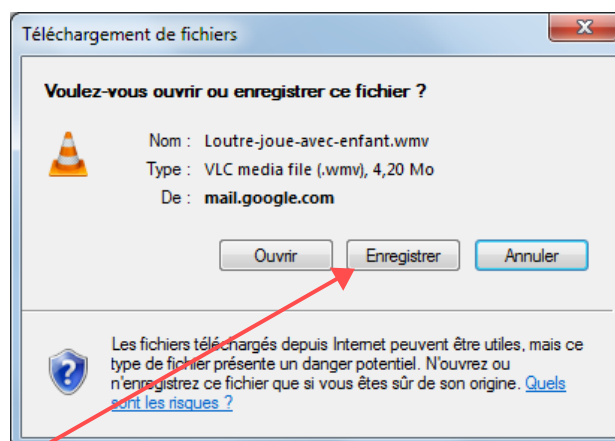 Téléchargement de fichiers
Voulez-vous ouvrir ou enregistrer ce fichier ?
Nom : Loutre-joue-avec-enfant.wmv
Type : VLC media file (.wmv), 4,20 Mo
De : mail.google.com
Ouvrir Enregistrer Annuler
Les fichiers téléchargés depuis Internet peuvent être utiles, mais ce
type de fichier présente un danger potentiel. N'ouvrez ou
n'enregistrez ce fichier que si vous êtes sûr de son origine. Quels
sont les risques ?